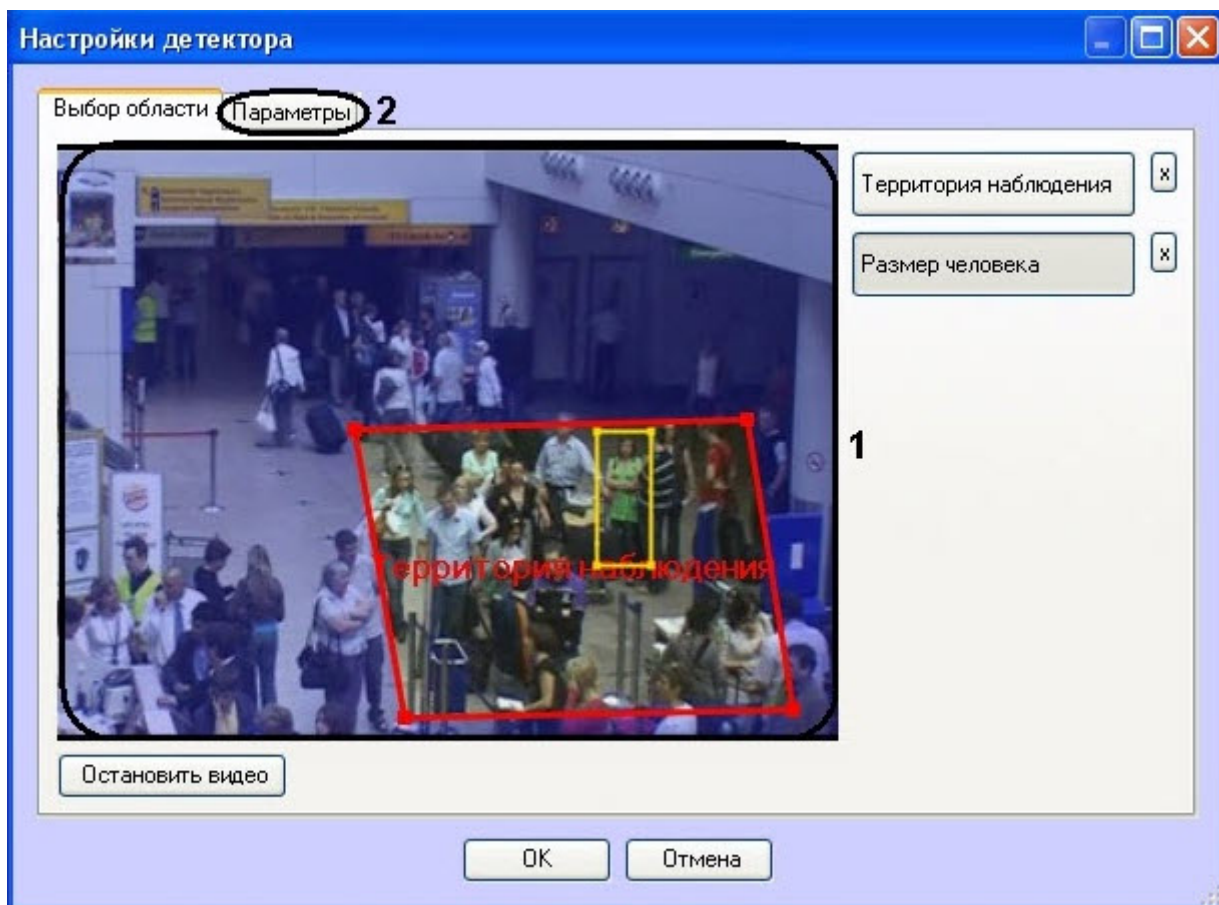 Настройки детектора
Выбор области
Параметры
2
Территория наблюдения
x
Размер человека
x
1
территория наблюдения
Остановить видео
OK
Отмена